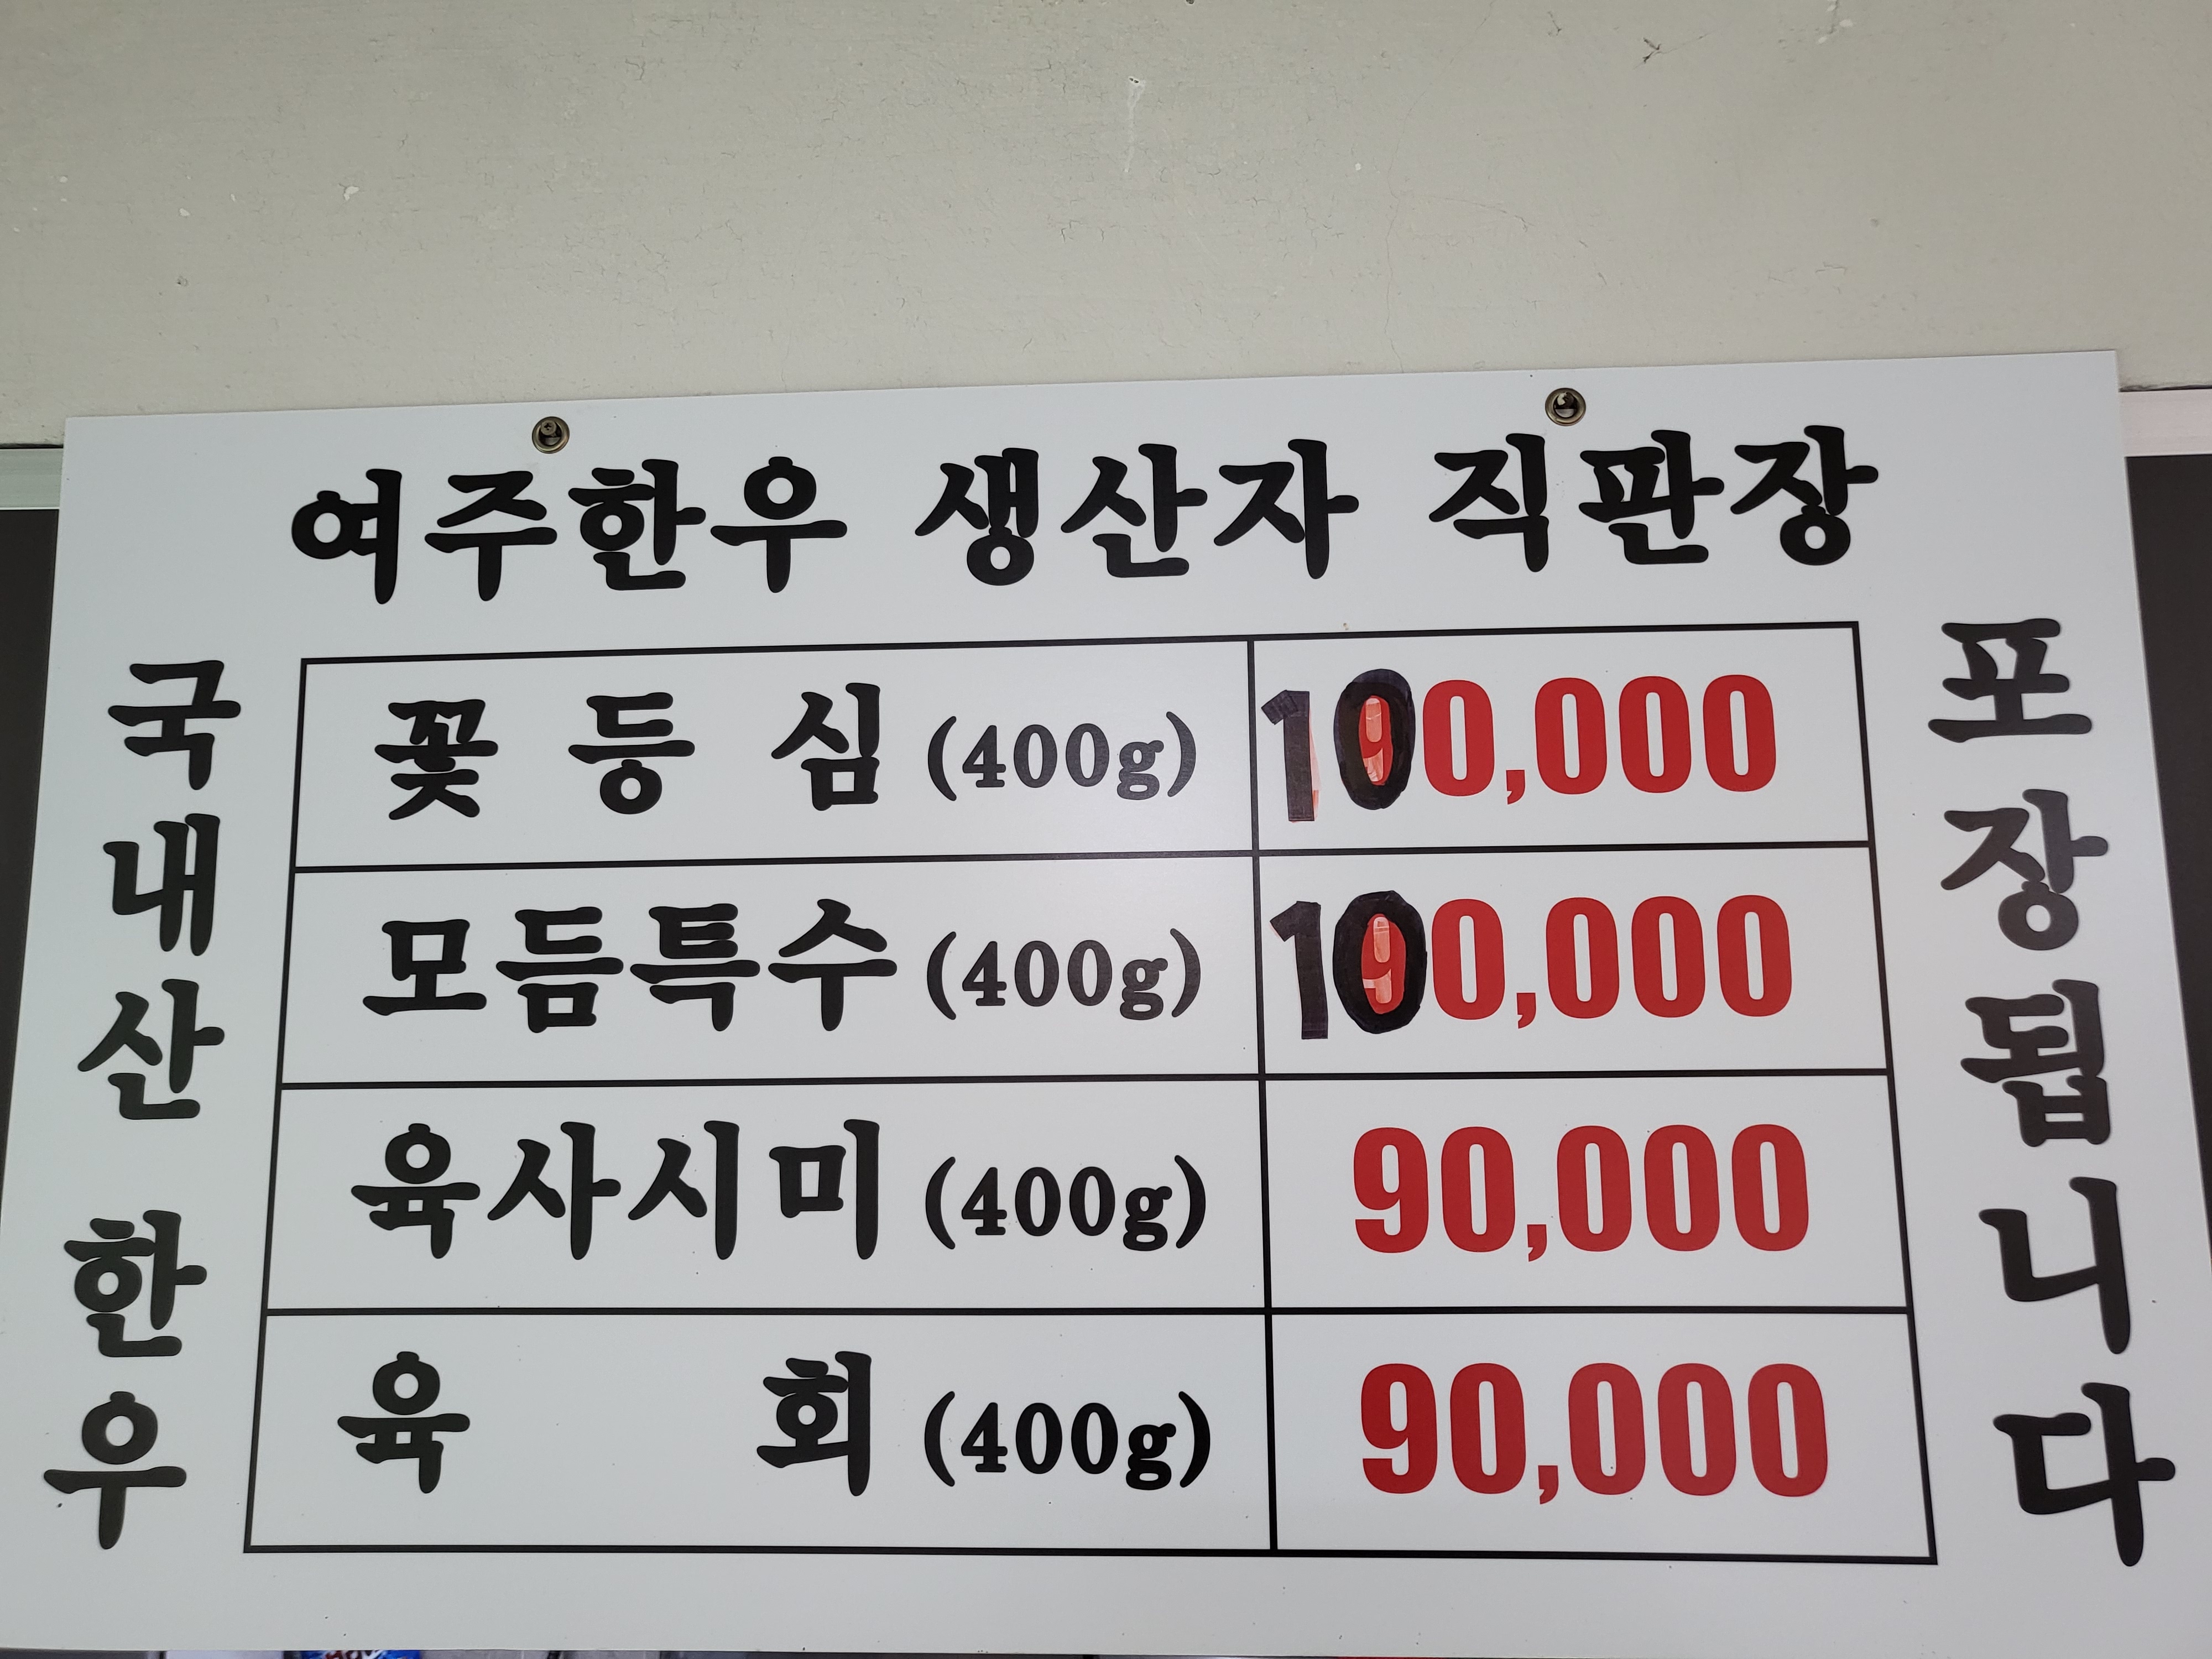 여주한우 생산자 직판장
국내산 한우
꽃등심(400g) 100,000
모듬특수(400g) 100,000
육사시미(400g) 90,000
육회(400g) 90,000
포장됩니다